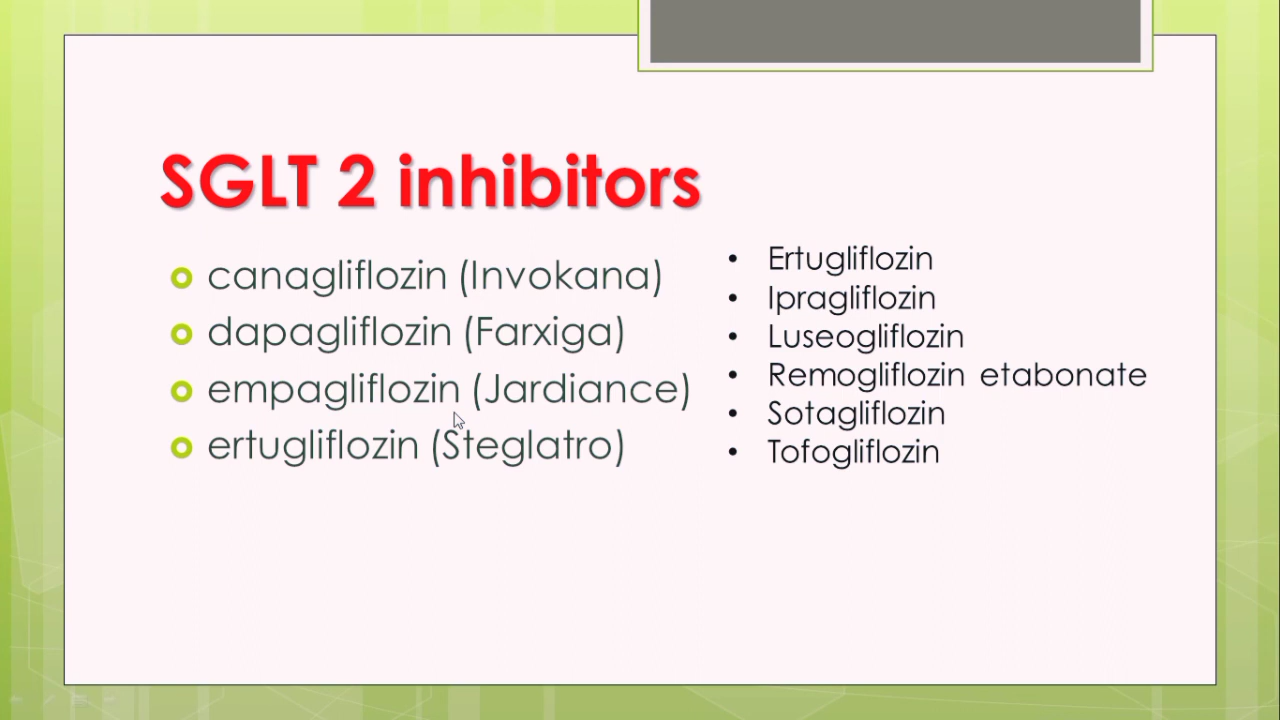 SGLT 2 inhibitors
canagliflozin (Invokana)
dapagliflozin (Farxiga)
empagliflozin (Jardiance)
ertugliflozin (Steglatro)
• Ertugliflozin
• Ipragliflozin
• Luseogliflozin
• Remogliflozin etabonate
• Sotagliflozin
• Tofogliflozin